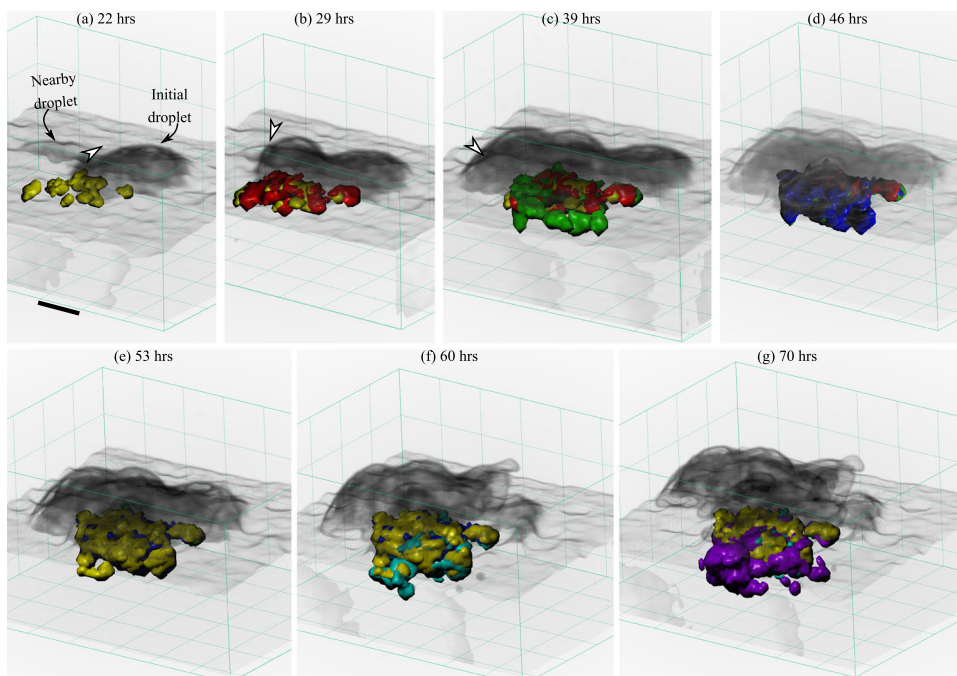 (a) 22 hrs
(b) 29 hrs
(c) 39 hrs
(d) 46 hrs
Nearby
droplet
Initial
droplet
(e) 53 hrs
(f) 60 hrs
(g) 70 hrs